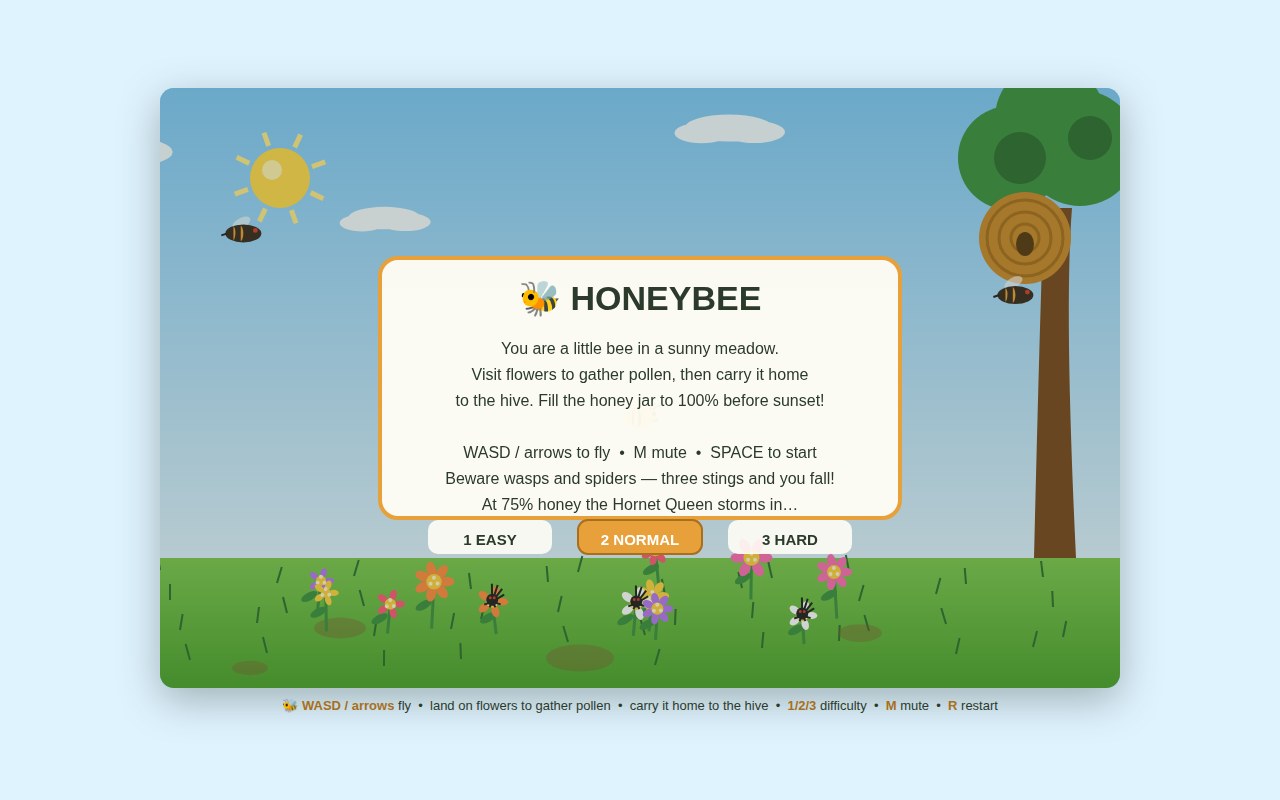 🐝 HONEYBEE
You are a little bee in a sunny meadow.
Visit flowers to gather pollen, then carry it home
to the hive. Fill the honey jar to 100% before sunset!
WASD / arrows to fly • M mute • SPACE to start
Beware wasps and spiders — three stings and you fall!
At 75% honey the Hornet Queen storms in…
1 EASY
2 NORMAL
3 HARD
🐝 WASD / arrows fly • land on flowers to gather pollen • carry it home to the hive • 1/2/3 difficulty • M mute • R restart